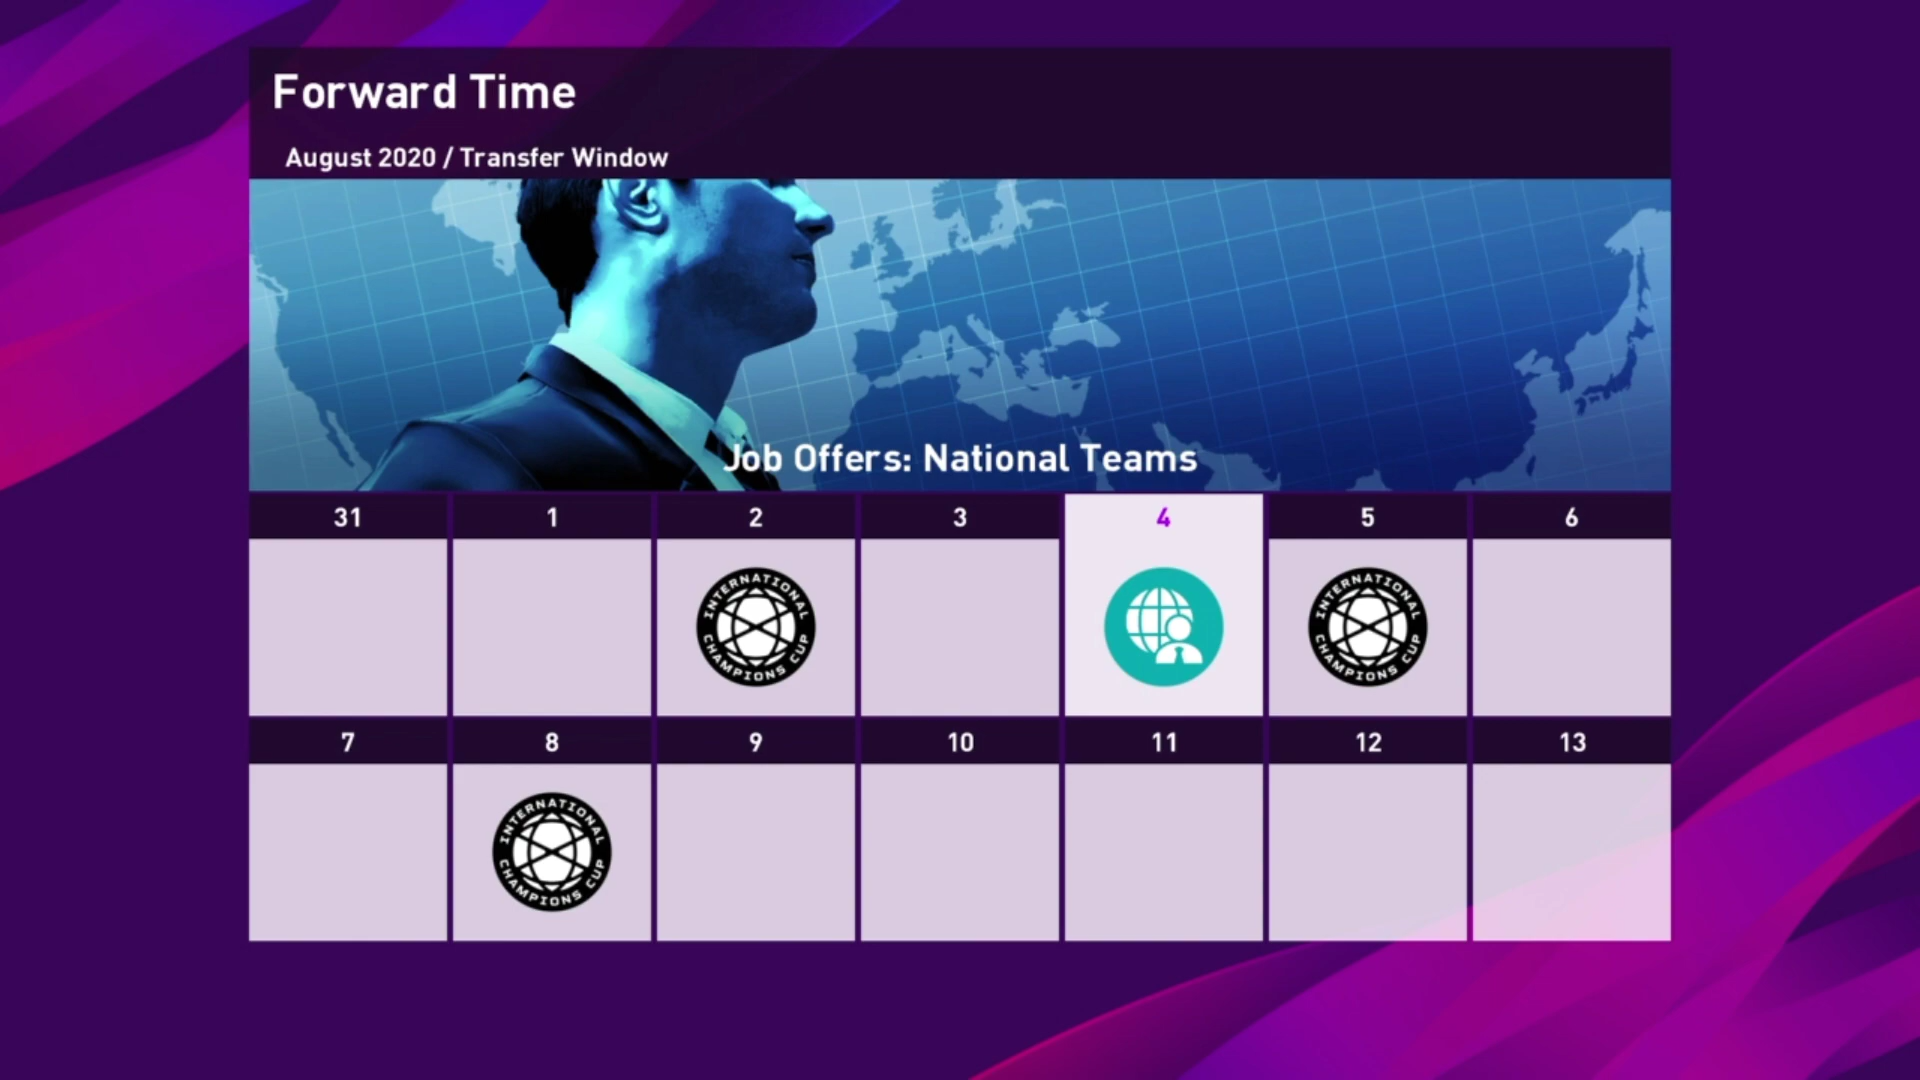 Forward Time
August 2020 / Transfer Window
Job Offers: National Teams
31 1 2 3 4 5 6
INTERNATIONAL CHAMPIONS CUP
INTERNATIONAL CHAMPIONS CUP
7 8 9 10 11 12 13
INTERNATIONAL CHAMPIONS CUP